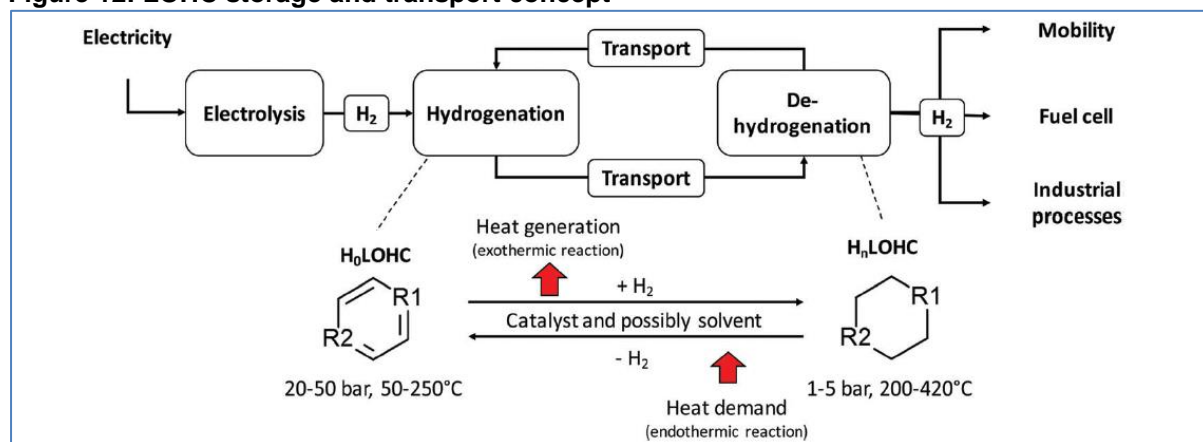 Figure 12: LOHC storage and transport concept
Electricity
Electrolysis
H₂
Hydrogenation
Transport
Transport
De-
hydrogenation
H₂
Mobility
Fuel cell
Industrial
processes
Heat generation
(exothermic reaction)
H₀LOHC
R1
R2
+ H₂
Catalyst and possibly solvent
- H₂
HₙLOHC
R1
R2
20-50 bar, 50-250°C
1-5 bar, 200-420°C
Heat demand
(endothermic reaction)